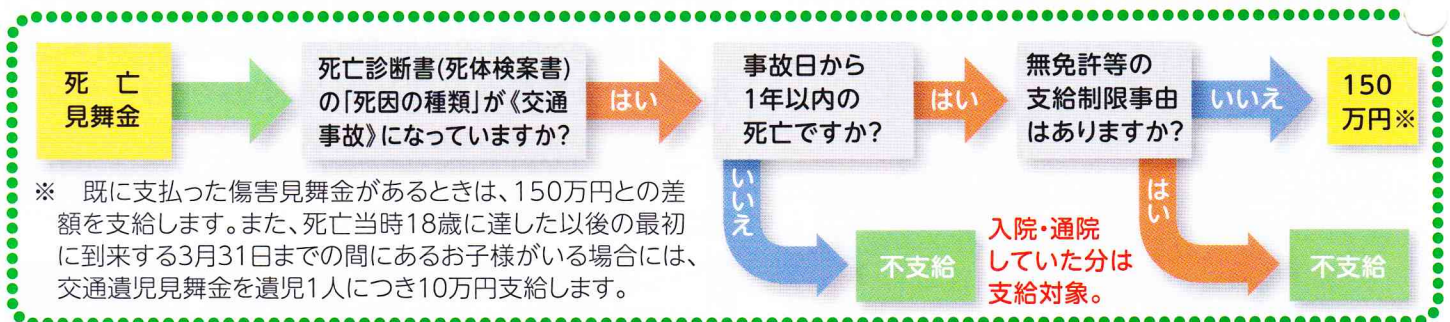 死 亡
見舞金
死亡診断書(死体検案書)
の「死因の種類」が《交通
事故》になっていますか?
はい
事故日から
1年以内の
死亡ですか?
はい
無免許等の
支給制限事由
はありますか?
いいえ
150
万円※
※ 既に支払った傷害見舞金があるときは、150万円との差
額を支給します。また、死亡当時18歳に達した以後の最初
に到来する3月31日までの間にあるお子様がいる場合には、
交通遺児見舞金を遺児1人につき10万円支給します。
いいえ
不支給
入院・通院
していた分は
支給対象。
はい
不支給